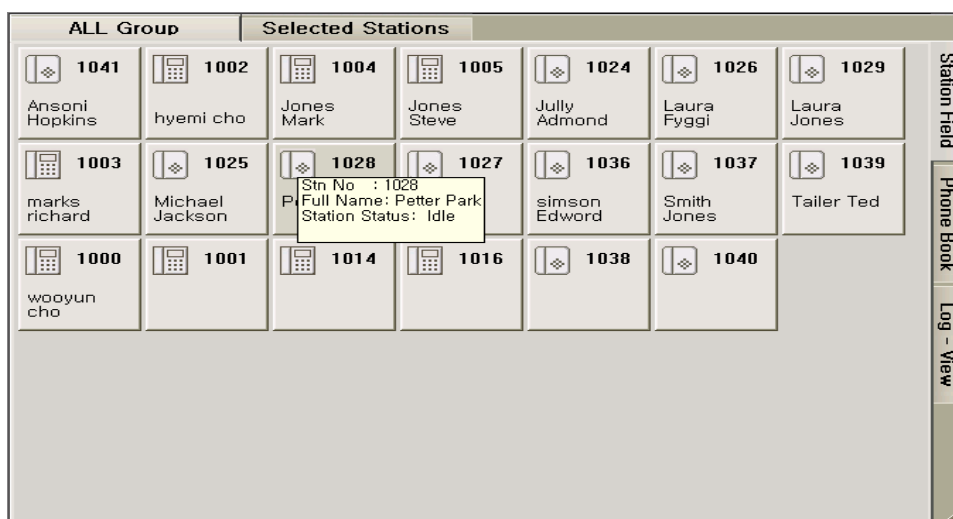 ALL Group
Selected Stations
1041
Ansoni
Hopkins
1002
hyemi cho
1004
Jones
Mark
1005
Jones
Steve
1024
Jully
Admond
1026
Laura
Fyggi
1029
Laura
Jones
1003
marks
richard
1025
Michael
Jackson
1028
Stn No : 1028
Full Name: Petter Park
Station Status: Idle
1027
1036
simson
Edword
1037
Smith
Jones
1039
Tailer Ted
1000
wooyun
cho
1001
1014
1016
1038
1040
Station Field
Phone Book
Log - View